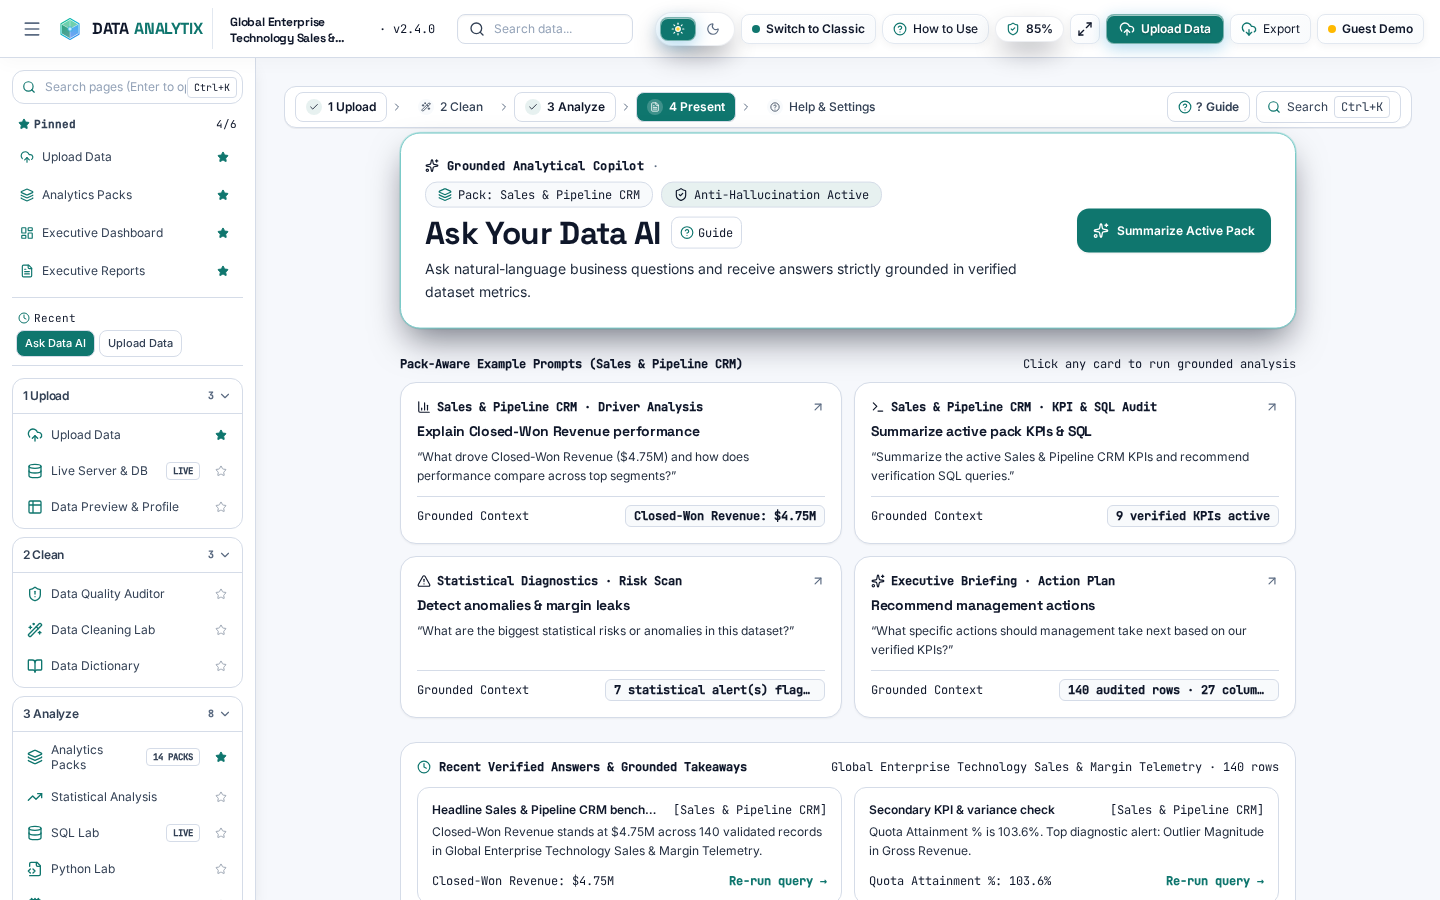 DATA ANALYTIX
Global Enterprise
Technology Sales &...
· v2.4.0
Search data...
Switch to Classic
How to Use
85%
Upload Data
Export
Guest Demo
Search pages (Enter to op
Ctrl+K
Pinned
4/6
Upload Data
Analytics Packs
Executive Dashboard
Executive Reports
Recent
Ask Data AI
Upload Data
1 Upload
3
Upload Data
Live Server & DB
LIVE
Data Preview & Profile
2 Clean
3
Data Quality Auditor
Data Cleaning Lab
Data Dictionary
3 Analyze
8
Analytics
Packs
14 PACKS
Statistical Analysis
SQL Lab
LIVE
Python Lab
1 Upload
2 Clean
3 Analyze
4 Present
Help & Settings
? Guide
Search
Ctrl+K
Grounded Analytical Copilot ·
Pack: Sales & Pipeline CRM
Anti-Hallucination Active
Ask Your Data AI
Guide
Ask natural-language business questions and receive answers strictly grounded in verified
dataset metrics.
Summarize Active Pack
Pack-Aware Example Prompts (Sales & Pipeline CRM)
Click any card to run grounded analysis
Sales & Pipeline CRM · Driver Analysis
Explain Closed-Won Revenue performance
“What drove Closed-Won Revenue ($4.75M) and how does
performance compare across top segments?”
Grounded Context
Closed-Won Revenue: $4.75M
Sales & Pipeline CRM · KPI & SQL Audit
Summarize active pack KPIs & SQL
“Summarize the active Sales & Pipeline CRM KPIs and recommend
verification SQL queries.”
Grounded Context
9 verified KPIs active
Statistical Diagnostics · Risk Scan
Detect anomalies & margin leaks
“What are the biggest statistical risks or anomalies in this dataset?”
Grounded Context
7 statistical alert(s) flag…
Executive Briefing · Action Plan
Recommend management actions
“What specific actions should management take next based on our
verified KPIs?”
Grounded Context
140 audited rows · 27 colum…
Recent Verified Answers & Grounded Takeaways
Global Enterprise Technology Sales & Margin Telemetry · 140 rows
Headline Sales & Pipeline CRM bench...
[Sales & Pipeline CRM]
Closed-Won Revenue stands at $4.75M across 140 validated records
in Global Enterprise Technology Sales & Margin Telemetry.
Closed-Won Revenue: $4.75M
Re-run query →
Secondary KPI & variance check
[Sales & Pipeline CRM]
Quota Attainment % is 103.6%. Top diagnostic alert: Outlier Magnitude
in Gross Revenue.
Quota Attainment %: 103.6%
Re-run query →